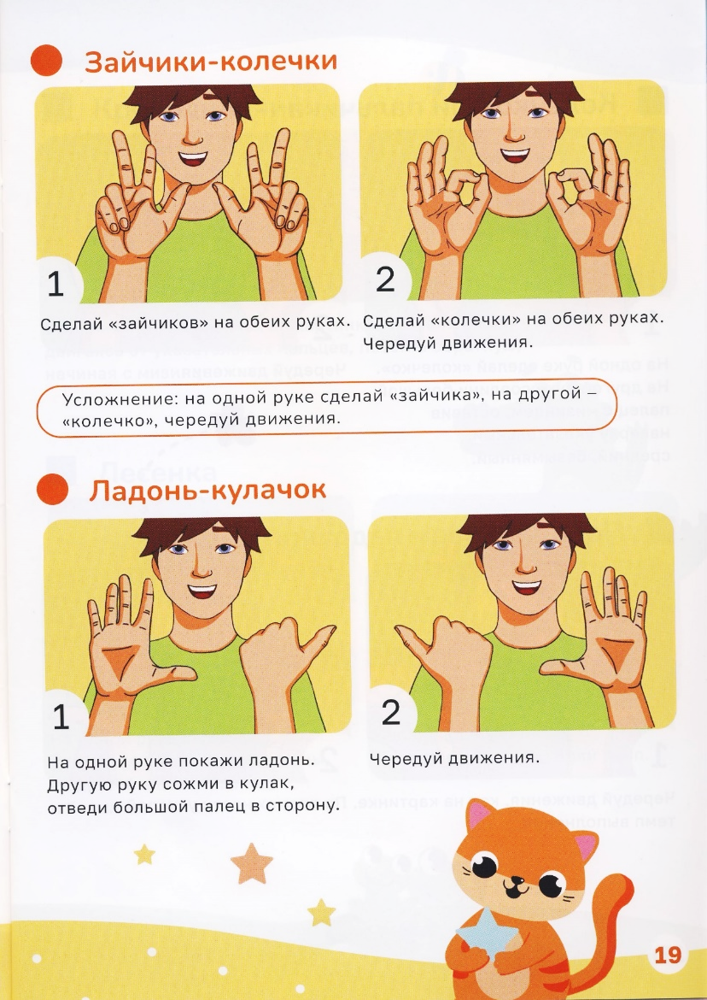 Зайчики-колечки
1
2
Сделай «зайчиков» на обеих руках.
Сделай «колечки» на обеих руках.
Чередуй движения.
Усложнение: на одной руке сделай «зайчика», на другой –
«колечко», чередуй движения.
Ладонь-кулачок
1
2
На одной руке покажи ладонь.
Другую руку сожми в кулак,
отведи большой палец в сторону.
Чередуй движения.
19